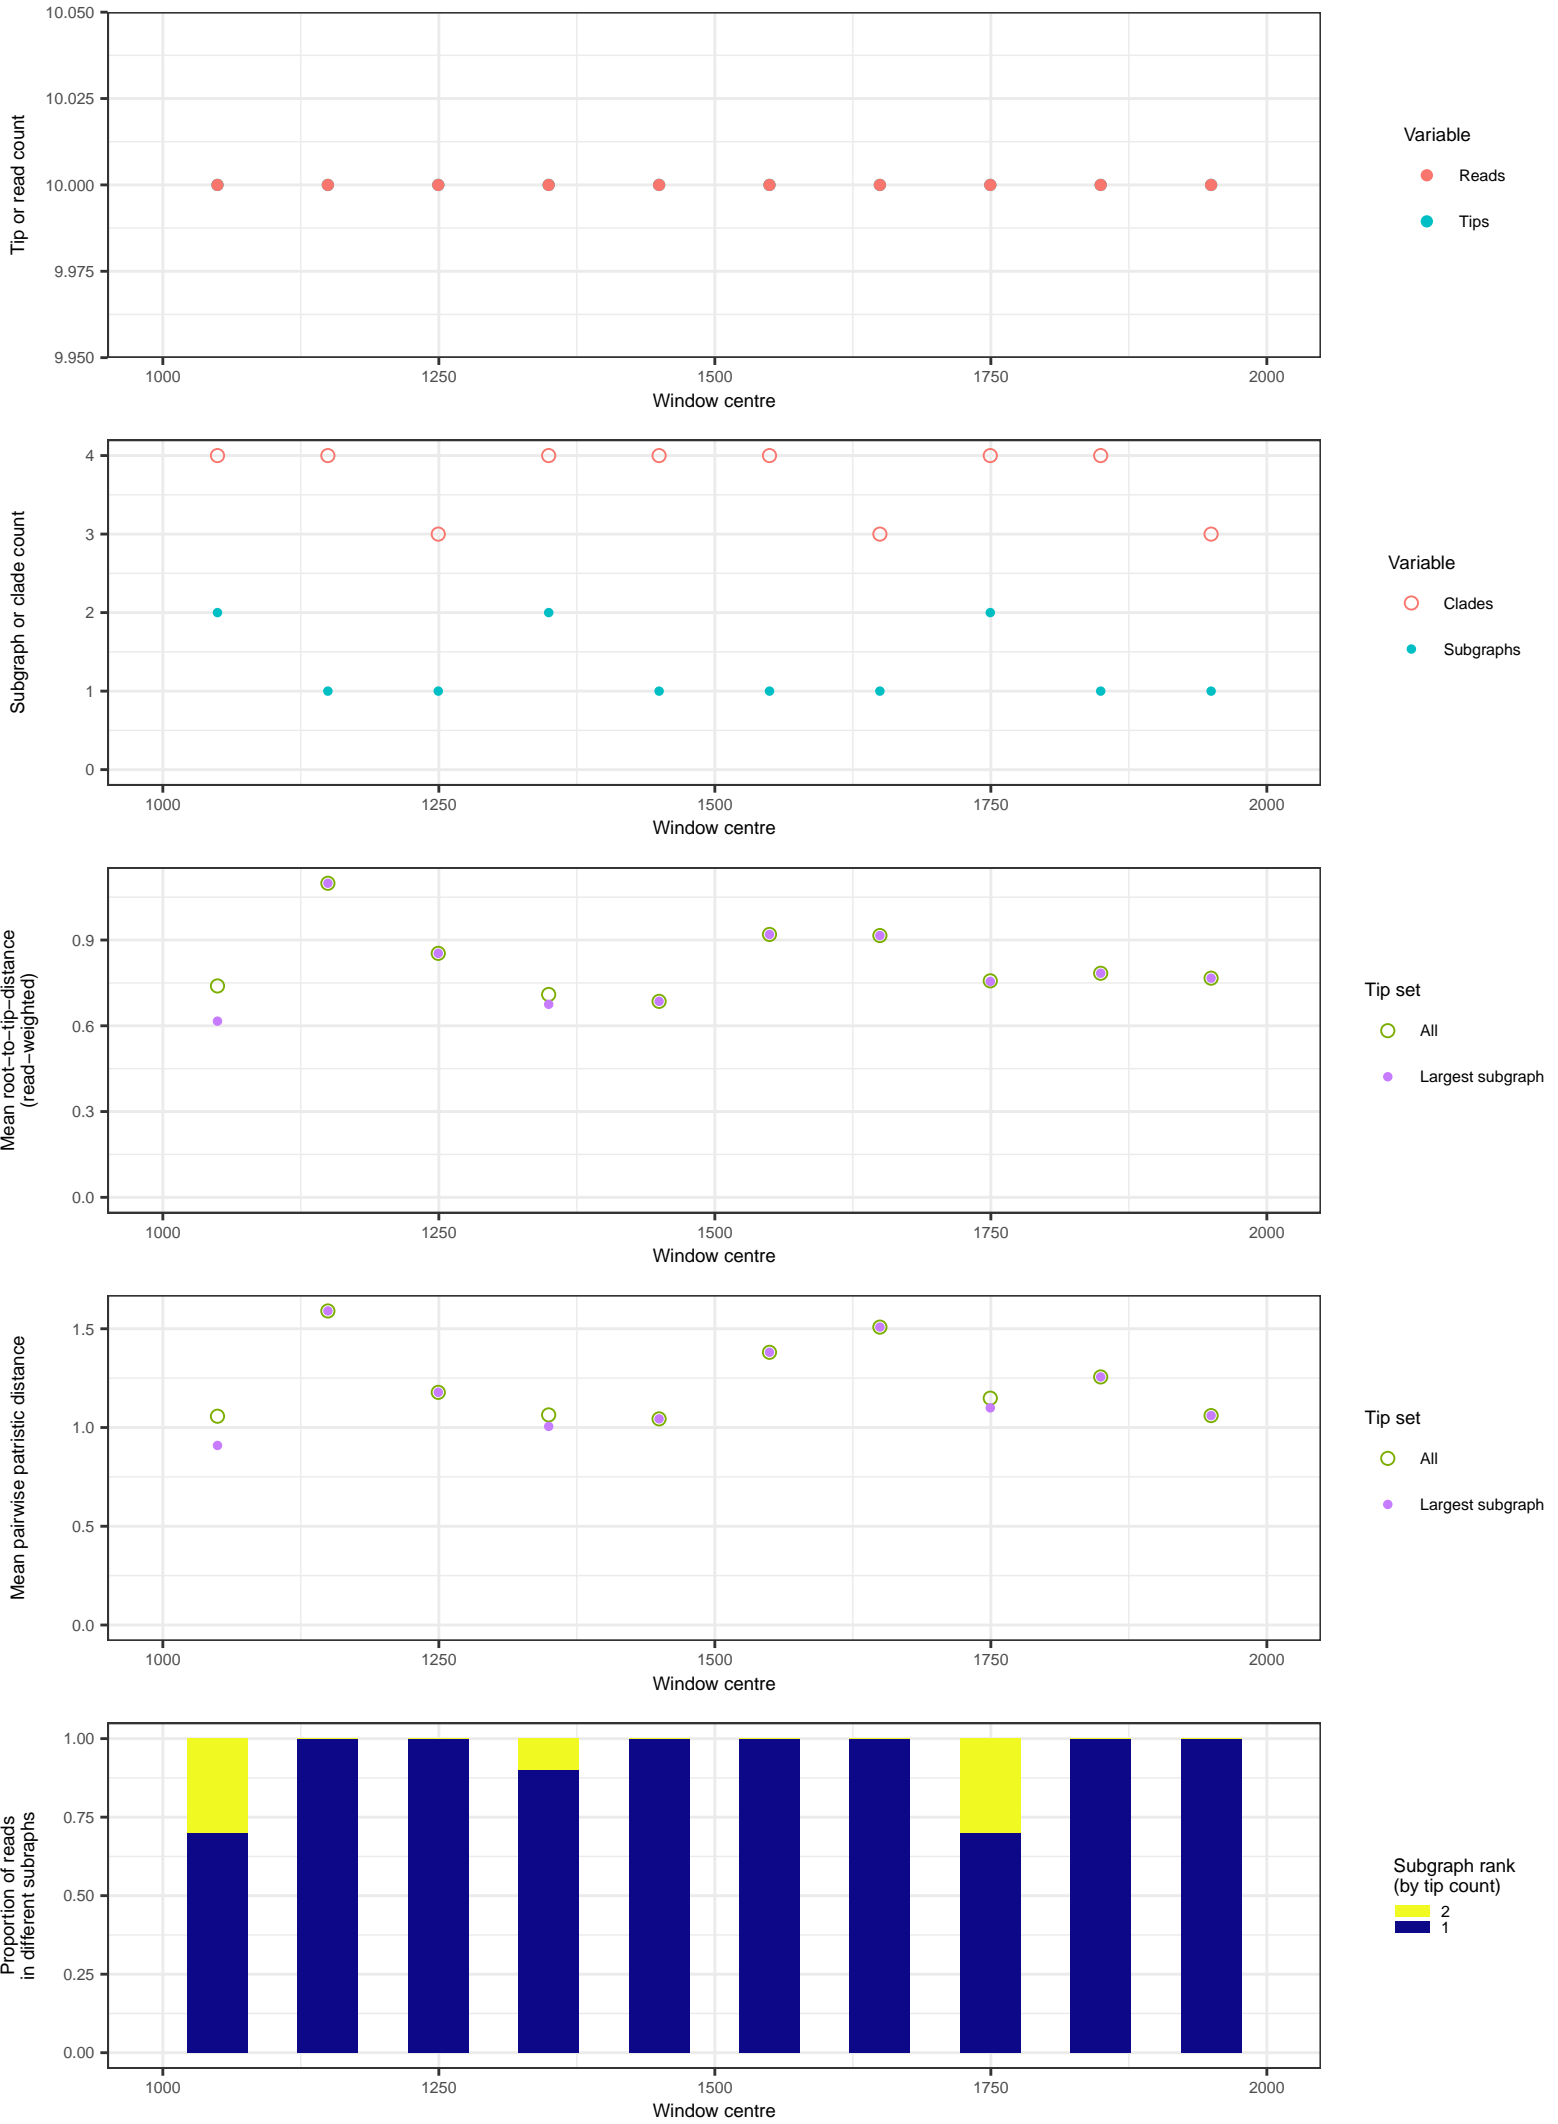 10.050
10.025
10.000
9.975
9.950
Tip or read count
1000 1250 1500 1750 2000
Window centre
Variable
Reads
Tips
4
3
2
1
0
Subgraph or clade count
1000 1250 1500 1750 2000
Window centre
Variable
Clades
Subgraphs
0.9
0.6
0.3
0.0
Mean root−to−tip−distance
(read−weighted)
1000 1250 1500 1750 2000
Window centre
Tip set
All
Largest subgraph
1.5
1.0
0.5
0.0
Mean pairwise patristic distance
1000 1250 1500 1750 2000
Window centre
Tip set
All
Largest subgraph
1.00
0.75
0.50
0.25
0.00
Proportion of reads
in different subraphs
1000 1250 1500 1750 2000
Window centre
Subgraph rank
(by tip count)
2
1